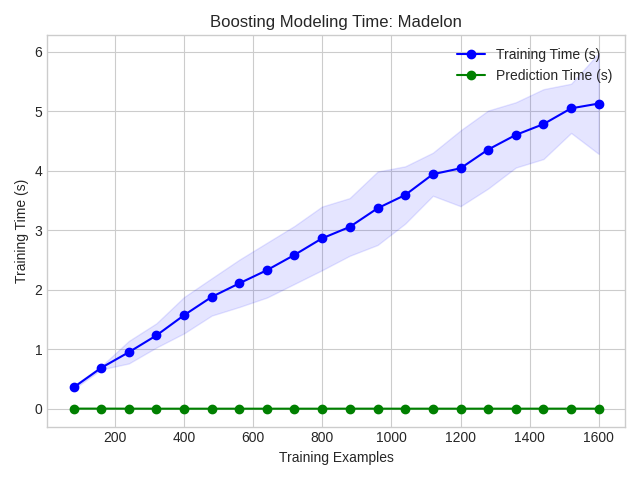 Boosting Modeling Time: Madelon
Training Time (s)
Prediction Time (s)
Training Time (s)
6
5
4
3
2
1
0
200 400 600 800 1000 1200 1400 1600
Training Examples